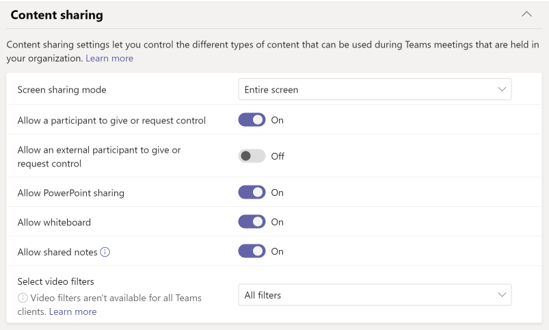 Content sharing
Content sharing settings let you control the different types of content that can be used during Teams meetings that are held in
your organization. Learn more
Screen sharing mode
Entire screen
Allow a participant to give or request control
On
Allow an external participant to give or
request control
Off
Allow PowerPoint sharing
On
Allow whiteboard
On
Allow shared notes
On
Select video filters
Video filters aren't available for all Teams
clients. Learn more
All filters